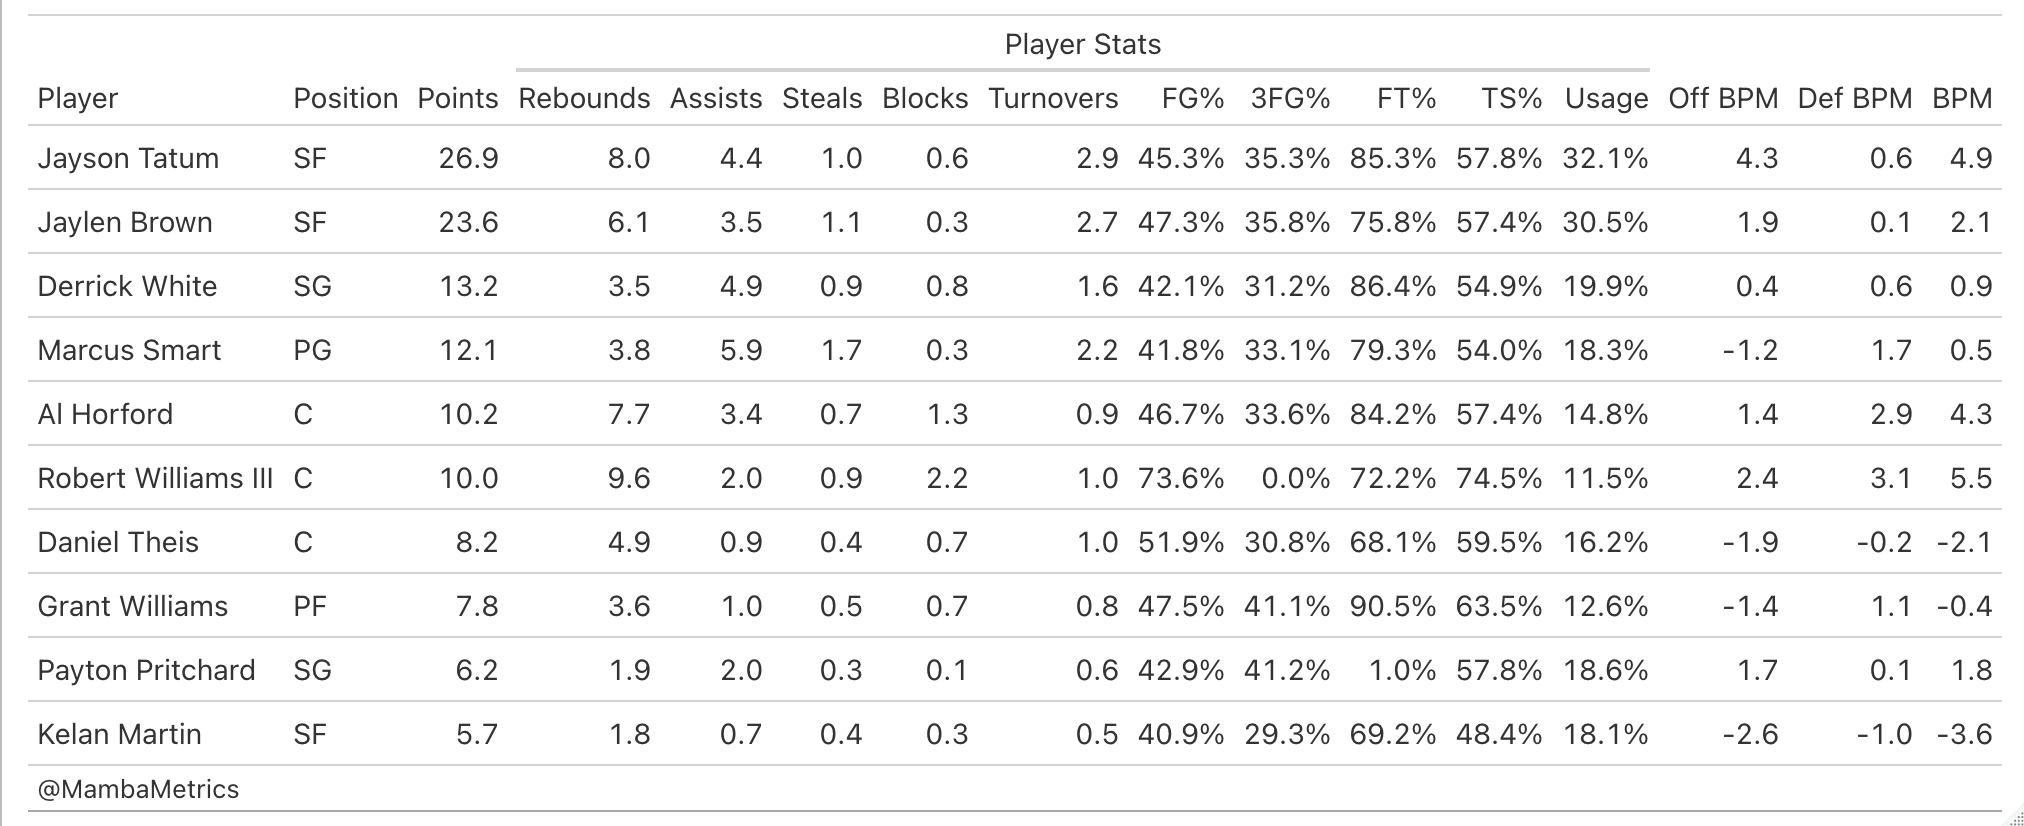 Player Stats
Player Position Points Rebounds Assists Steals Blocks Turnovers FG% 3FG% FT% TS% Usage Off BPM Def BPM BPM
Jayson Tatum SF 26.9 8.0 4.4 1.0 0.6 2.9 45.3% 35.3% 85.3% 57.8% 32.1% 4.3 0.6 4.9
Jaylen Brown SF 23.6 6.1 3.5 1.1 0.3 2.7 47.3% 35.8% 75.8% 57.4% 30.5% 1.9 0.1 2.1
Derrick White SG 13.2 3.5 4.9 0.9 0.8 1.6 42.1% 31.2% 86.4% 54.9% 19.9% 0.4 0.6 0.9
Marcus Smart PG 12.1 3.8 5.9 1.7 0.3 2.2 41.8% 33.1% 79.3% 54.0% 18.3% -1.2 1.7 0.5
Al Horford C 10.2 7.7 3.4 0.7 1.3 0.9 46.7% 33.6% 84.2% 57.4% 14.8% 1.4 2.9 4.3
Robert Williams III C 10.0 9.6 2.0 0.9 2.2 1.0 73.6% 0.0% 72.2% 74.5% 11.5% 2.4 3.1 5.5
Daniel Theis C 8.2 4.9 0.9 0.4 0.7 1.0 51.9% 30.8% 68.1% 59.5% 16.2% -1.9 -0.2 -2.1
Grant Williams PF 7.8 3.6 1.0 0.5 0.7 0.8 47.5% 41.1% 90.5% 63.5% 12.6% -1.4 1.1 -0.4
Payton Pritchard SG 6.2 1.9 2.0 0.3 0.1 0.6 42.9% 41.2% 1.0% 57.8% 18.6% 1.7 0.1 1.8
Kelan Martin SF 5.7 1.8 0.7 0.4 0.3 0.5 40.9% 29.3% 69.2% 48.4% 18.1% -2.6 -1.0 -3.6
@MambaMetrics